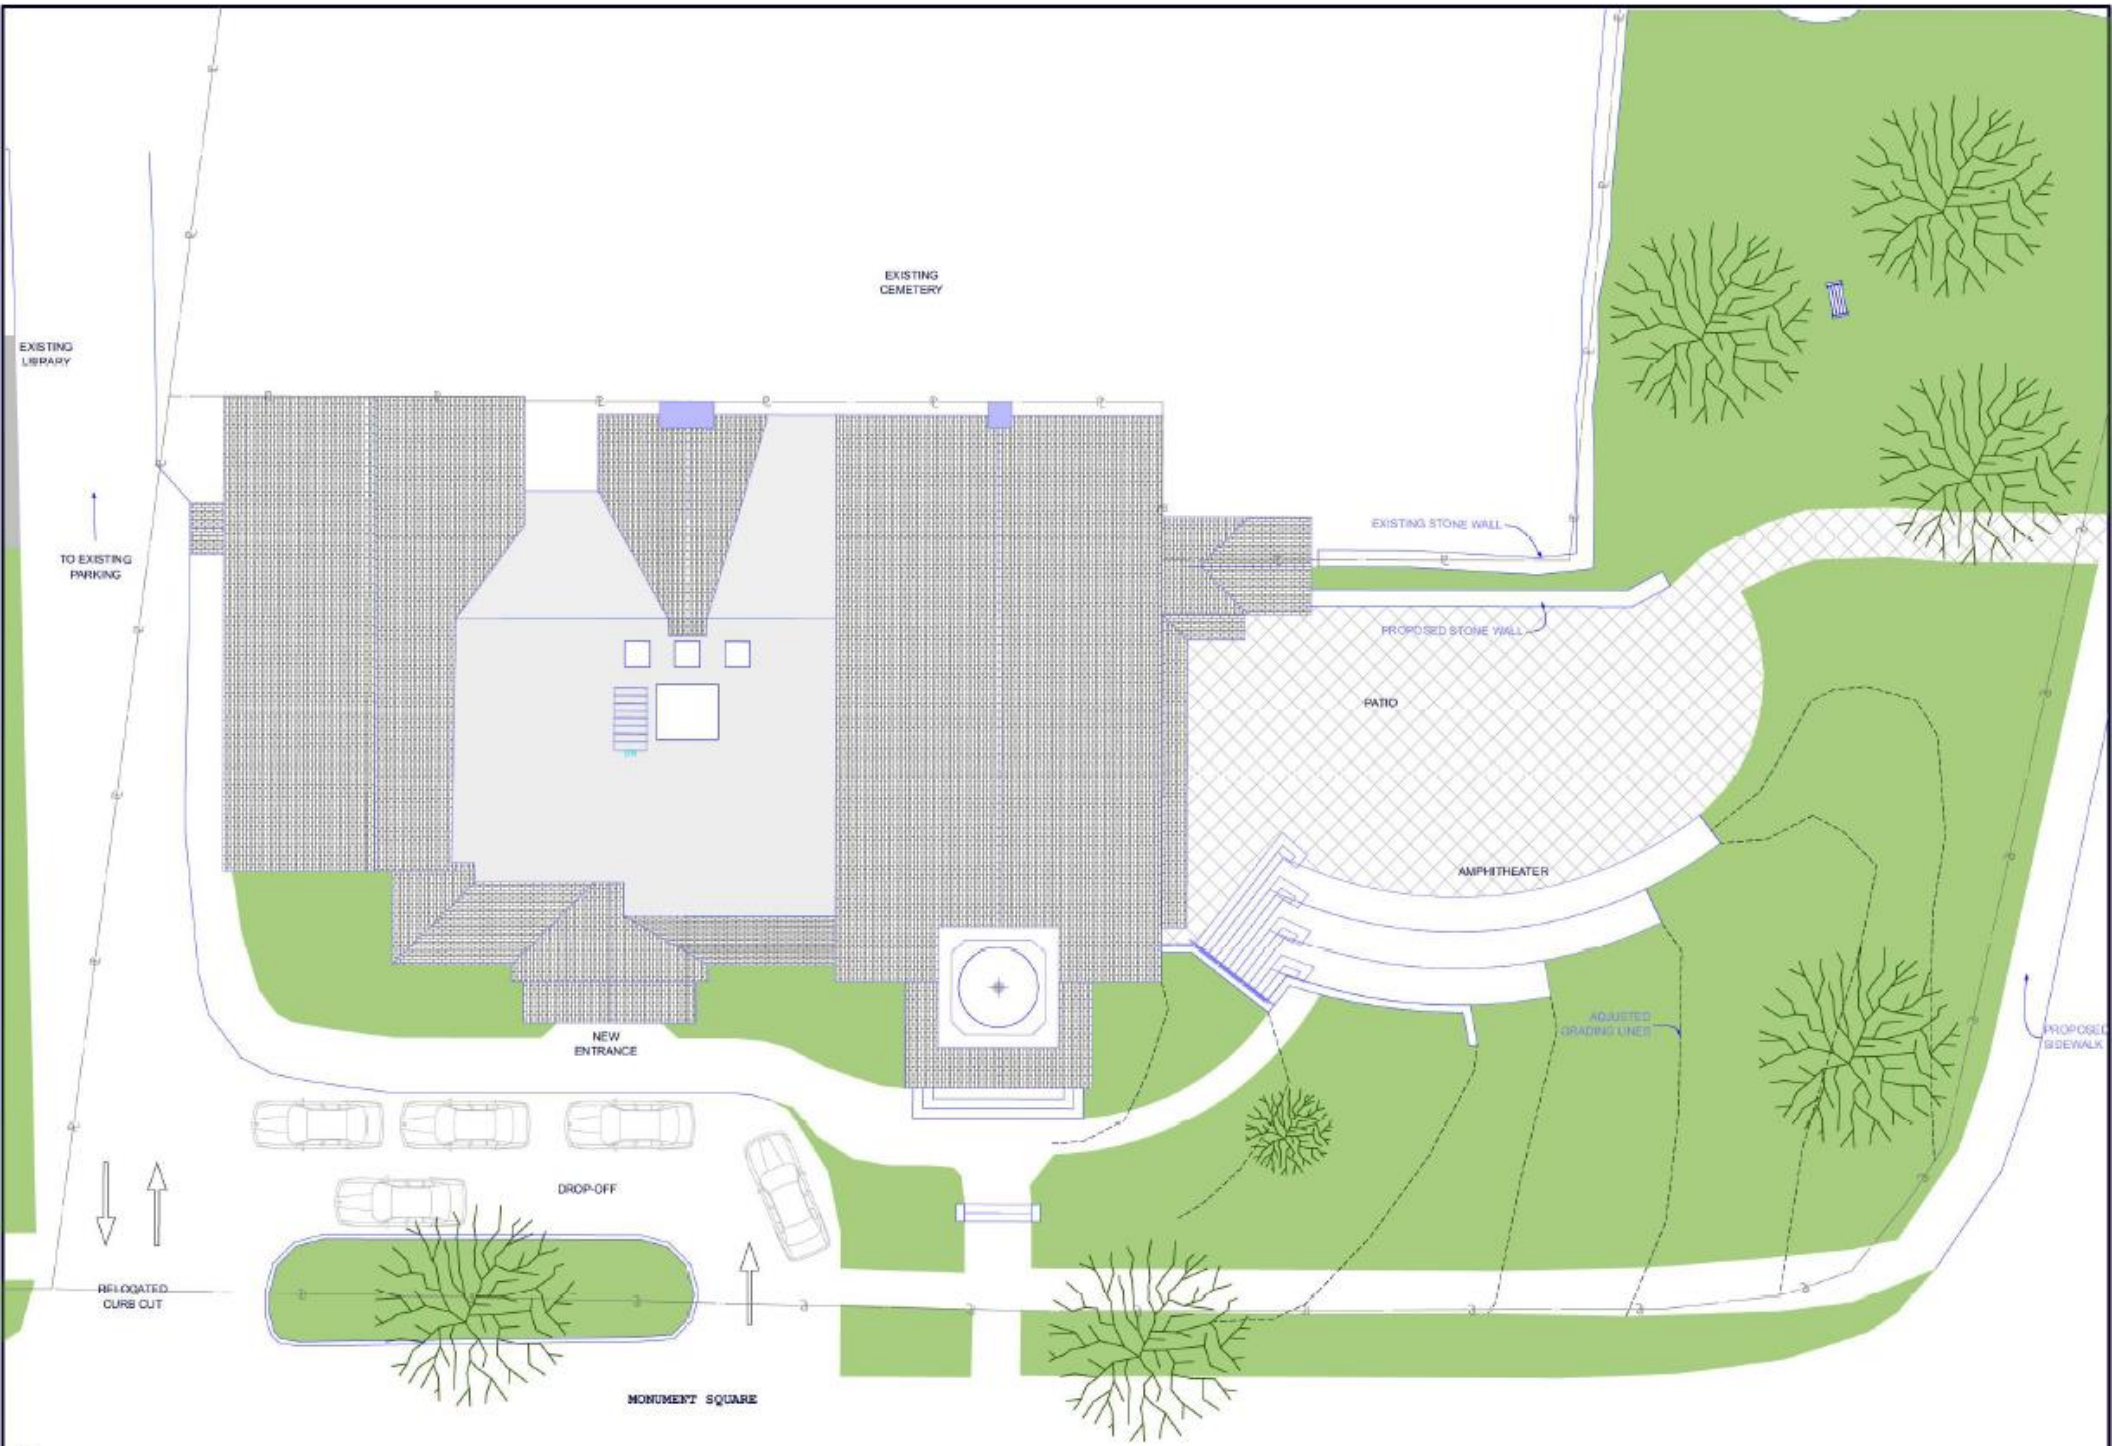 EXISTING
CEMETERY
EXISTING
LIBRARY
EXISTING STONE WALL
TO EXISTING
PARKING
PROPOSED STONE WALL
PATIO
AMPHITHEATER
ADJUSTED
GRADING LINES
PROPOSED
SIDEWALK
NEW
ENTRANCE
DROP-OFF
RELOCATED
CURB CUT
MONUMENT SQUARE